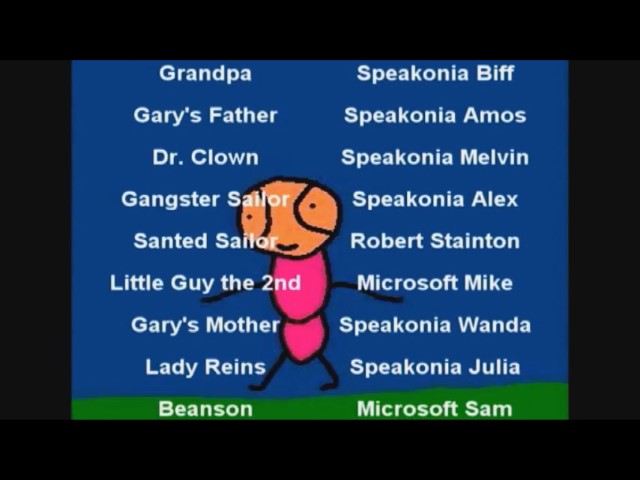 Grandpa Speakonia Biff
Gary's Father Speakonia Amos
Dr. Clown Speakonia Melvin
Gangster Sailor Speakonia Alex
Santed Sailor Robert Stainton
Little Guy the 2nd Microsoft Mike
Gary's Mother Speakonia Wanda
Lady Reins Speakonia Julia
Beanson Microsoft Sam